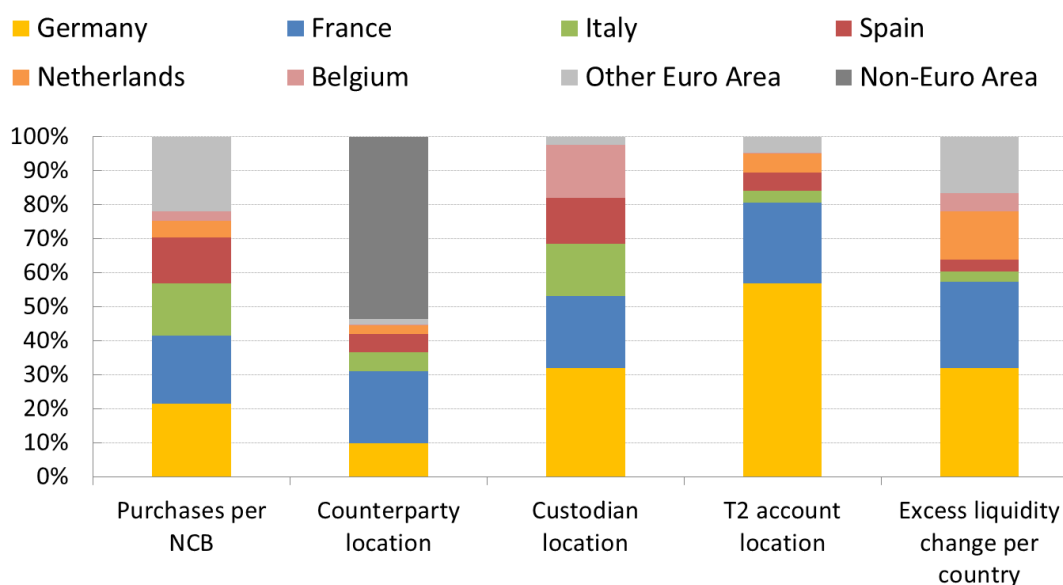 Germany France Italy Spain
Netherlands Belgium Other Euro Area Non-Euro Area
100%
90%
80%
70%
60%
50%
40%
30%
20%
10%
0%
Purchases per NCB
Counterparty location
Custodian location
T2 account location
Excess liquidity change per country